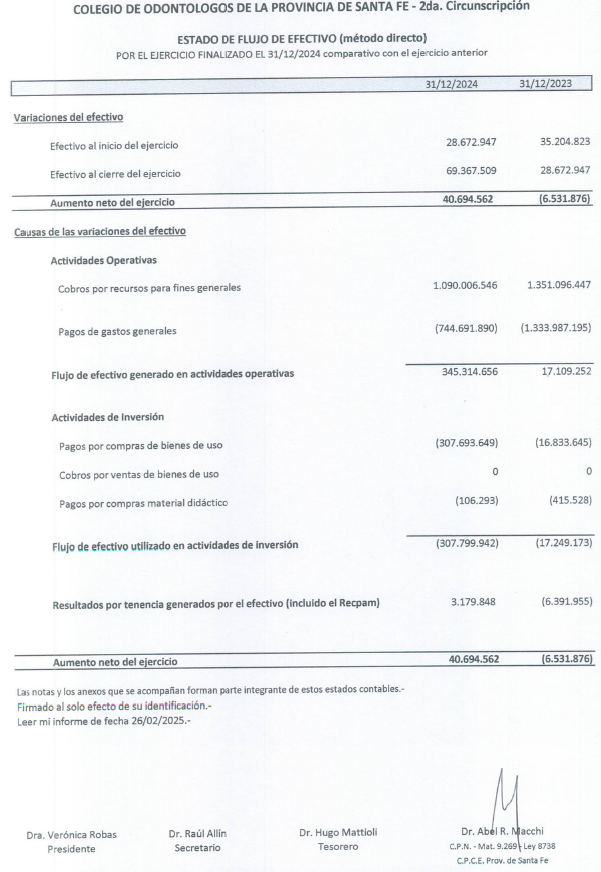 COLEGIO DE ODONTOLOGOS DE LA PROVINCIA DE SANTA FE - 2da. Circunscripción
ESTADO DE FLUJO DE EFECTIVO (método directo)
POR EL EJERCICIO FINALIZADO EL 31/12/2024 comparativo con el ejercicio anterior
31/12/2024 31/12/2023
Variaciones del efectivo
Efectivo al inicio del ejercicio 28.672.947 35.204.823
Efectivo al cierre del ejercicio 69.367.509 28.672.947
Aumento neto del ejercicio 40.694.562 (6.531.876)
Causas de las variaciones del efectivo
Actividades Operativas
Cobros por recursos para fines generales 1.090.006.546 1.351.096.447
Pagos de gastos generales (744.691.890) (1.333.987.195)
Flujo de efectivo generado en actividades operativas 345.314.656 17.109.252
Actividades de Inversión
Pagos por compras de bienes de uso (307.693.649) (16.833.645)
Cobros por ventas de bienes de uso 0 0
Pagos por compras material didáctico (106.293) (415.528)
Flujo de efectivo utilizado en actividades de inversión (307.799.942) (17.249.173)
Resultados por tenencia generados por el efectivo (incluido el Recpam) 3.179.848 (6.391.955)
Aumento neto del ejercicio 40.694.562 (6.531.876)
Las notas y los anexos que se acompañan forman parte integrante de estos estados contables.-
Firmado al solo efecto de su identificación.-
Leer mi informe de fecha 26/02/2025.-
Dra. Verónica Robas Dr. Raúl Allin Dr. Hugo Mattioli Dr. Abel R. Macchi
Presidente Secretario Tesorero C.P.N. - Mat. 9.269 - Ley 8738
C.P.C.E. Prov. de Santa Fe